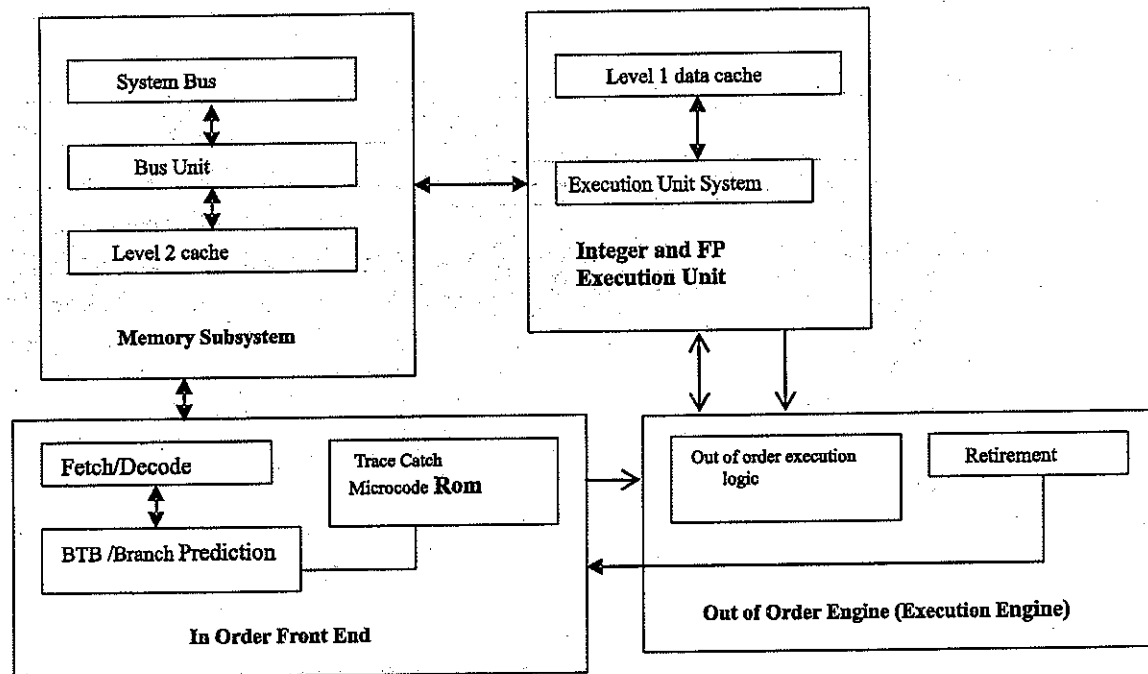 System Bus
Bus Unit
Level 2 cache
Memory Subsystem
Level 1 data cache
Execution Unit System
Integer and FP
Execution Unit
Fetch/Decode
BTB /Branch Prediction
Trace Catch
Microcode Rom
In Order Front End
Out of order execution
logic
Retirement
Out of Order Engine (Execution Engine)